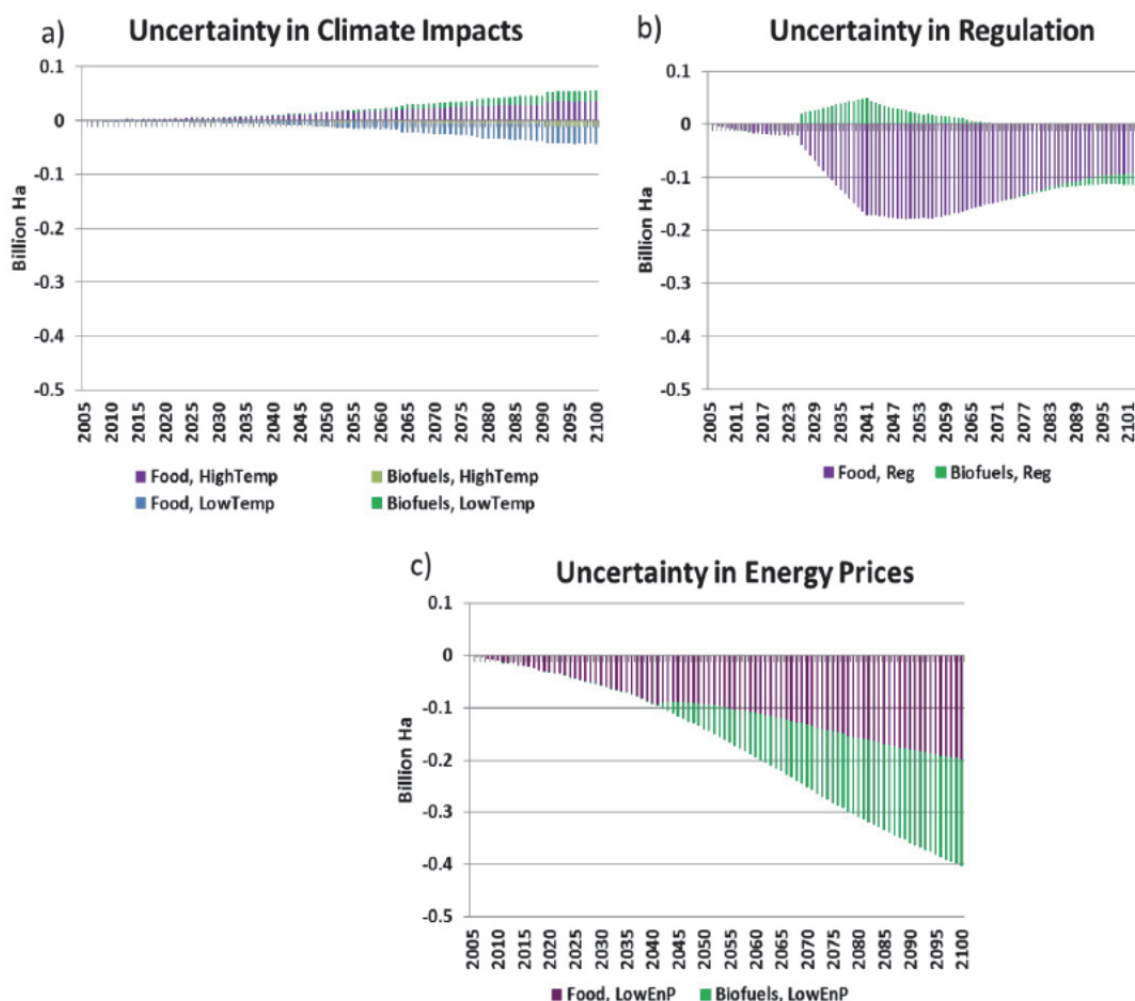 a) Uncertainty in Climate Impacts
0.1
0
-0.1
-0.2
-0.3
-0.4
-0.5
Billion Ha
2005 2010 2015 2020 2025 2030 2035 2040 2045 2050 2055 2060 2065 2070 2075 2080 2085 2090 2095 2100
Food, HighTemp Biofuels, HighTemp
Food, LowTemp Biofuels, LowTemp
b) Uncertainty in Regulation
0.1
0
-0.1
-0.2
-0.3
-0.4
-0.5
Billion Ha
2005 2011 2017 2023 2029 2035 2041 2047 2053 2059 2065 2071 2077 2083 2089 2095 2101
Food, Reg Biofuels, Reg
c) Uncertainty in Energy Prices
0.1
0
-0.1
-0.2
-0.3
-0.4
-0.5
Billion Ha
2005 2010 2015 2020 2025 2030 2035 2040 2045 2050 2055 2060 2065 2070 2075 2080 2085 2090 2095 2100
Food, LowEnP Biofuels, LowEnP